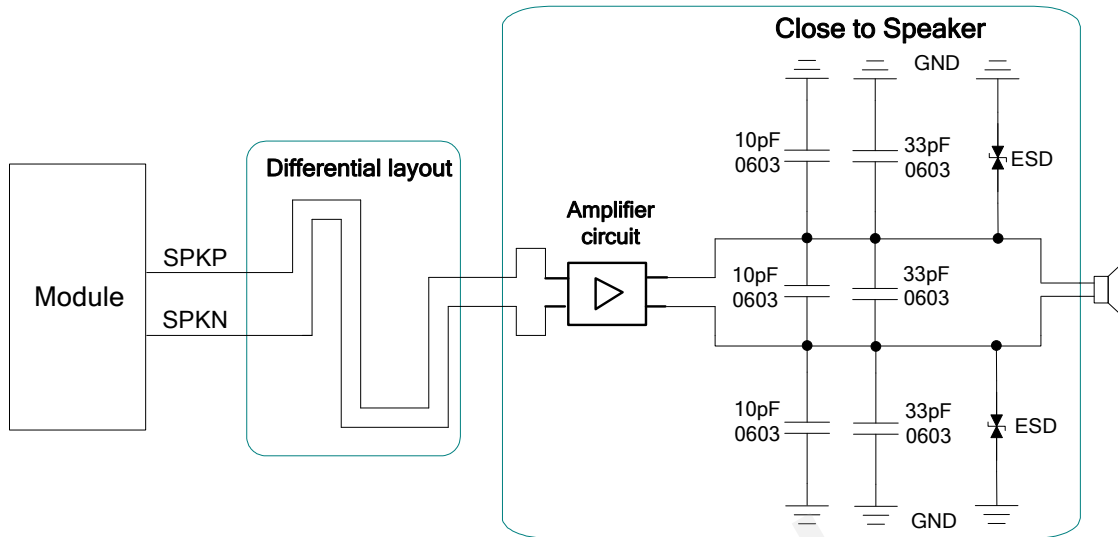 Close to Speaker
GND
10pF
0603
33pF
0603
ESD
Differential layout
Amplifier
circuit
SPKP
Module
SPKN
10pF
0603
33pF
0603
10pF
0603
33pF
0603
ESD
GND